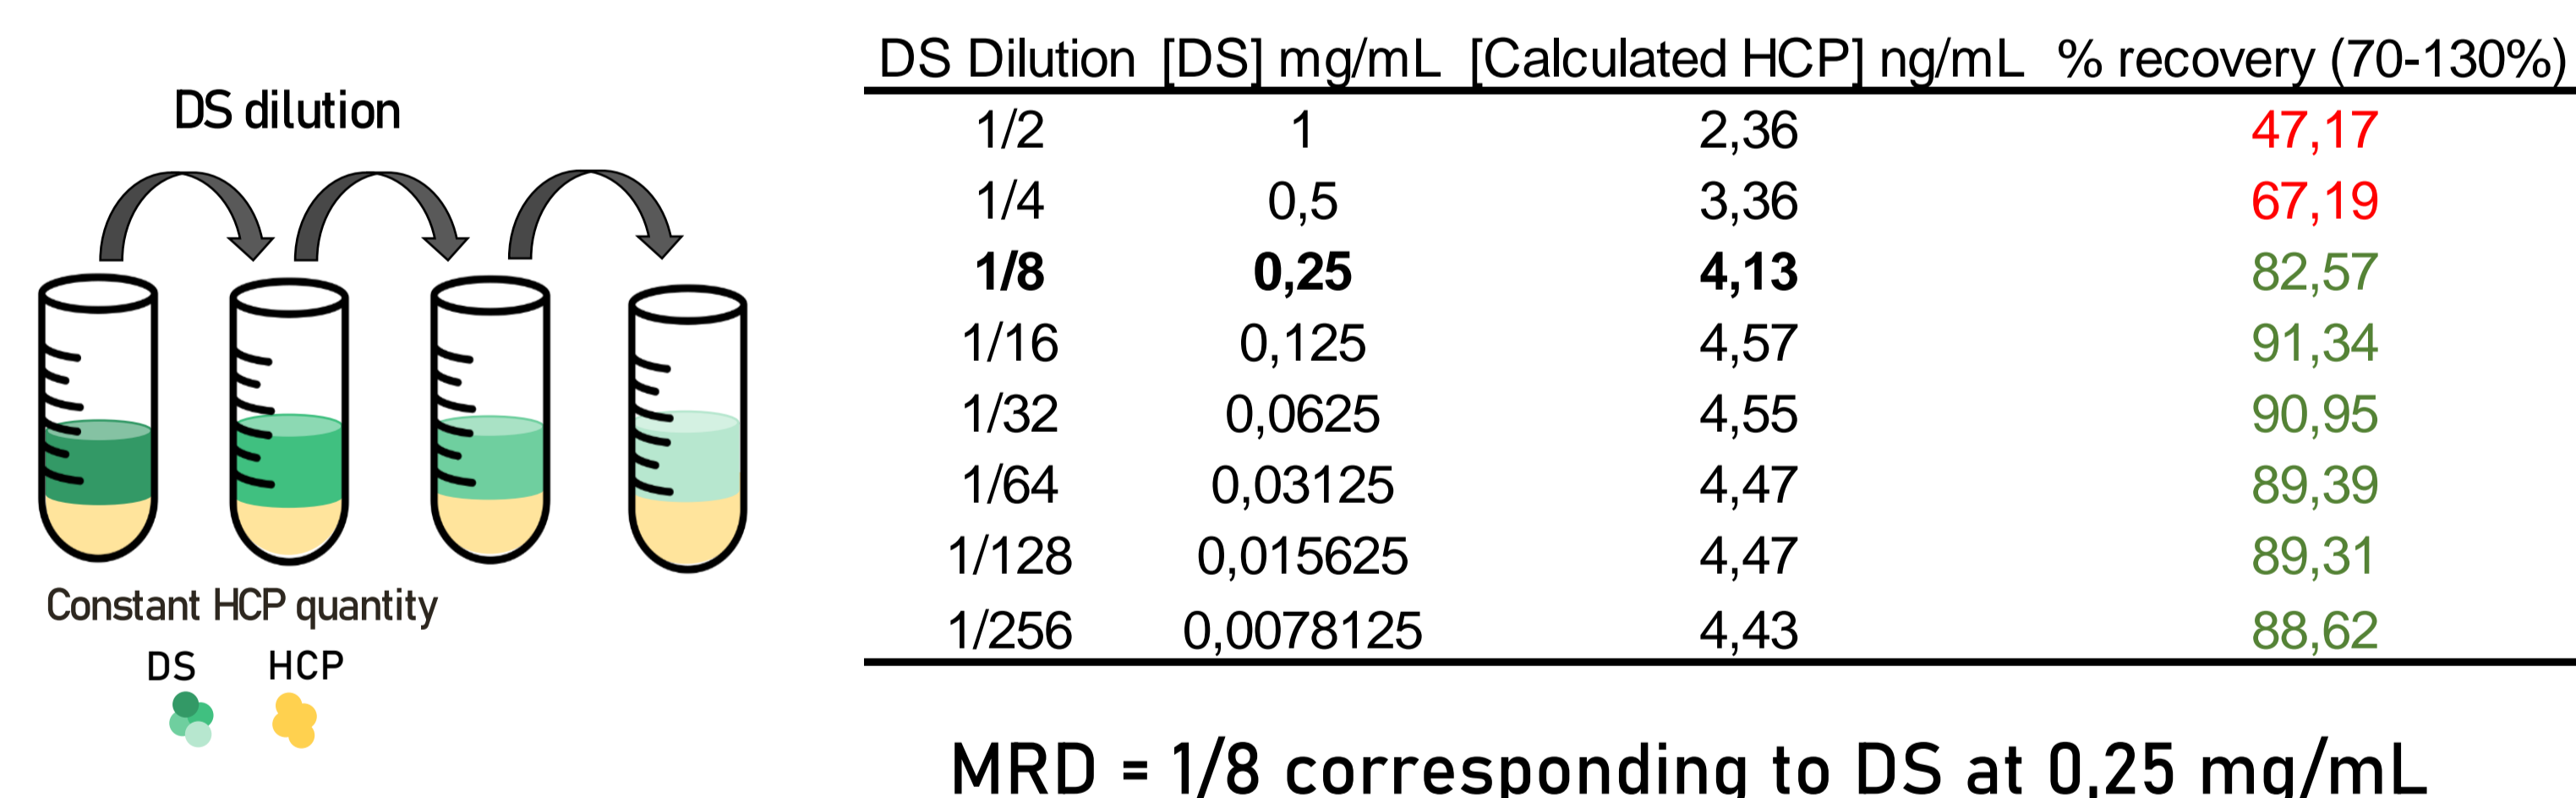 DS dilution
Constant HCP quantity
DS HCP
DS Dilution [DS] mg/mL [Calculated HCP] ng/mL % recovery (70-130%)
1/2 1 2,36 47,17
1/4 0,5 3,36 67,19
1/8 0,25 4,13 82,57
1/16 0,125 4,57 91,34
1/32 0,0625 4,55 90,95
1/64 0,03125 4,47 89,39
1/128 0,015625 4,47 89,31
1/256 0,0078125 4,43 88,62
MRD = 1/8 corresponding to DS at 0,25 mg/mL